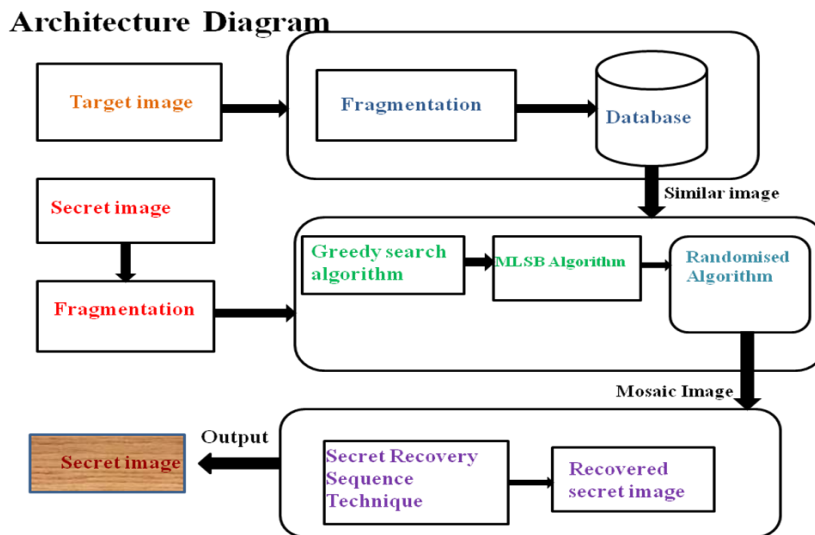 Architecture Diagram
Target image
Fragmentation
Database
Similar image
Secret image
Fragmentation
Greedy search
algorithm
MLSB Algorithm
Randomised
Algorithm
Mosaic Image
Secret Recovery
Sequence
Technique
Recovered
secret image
Output
Secret image